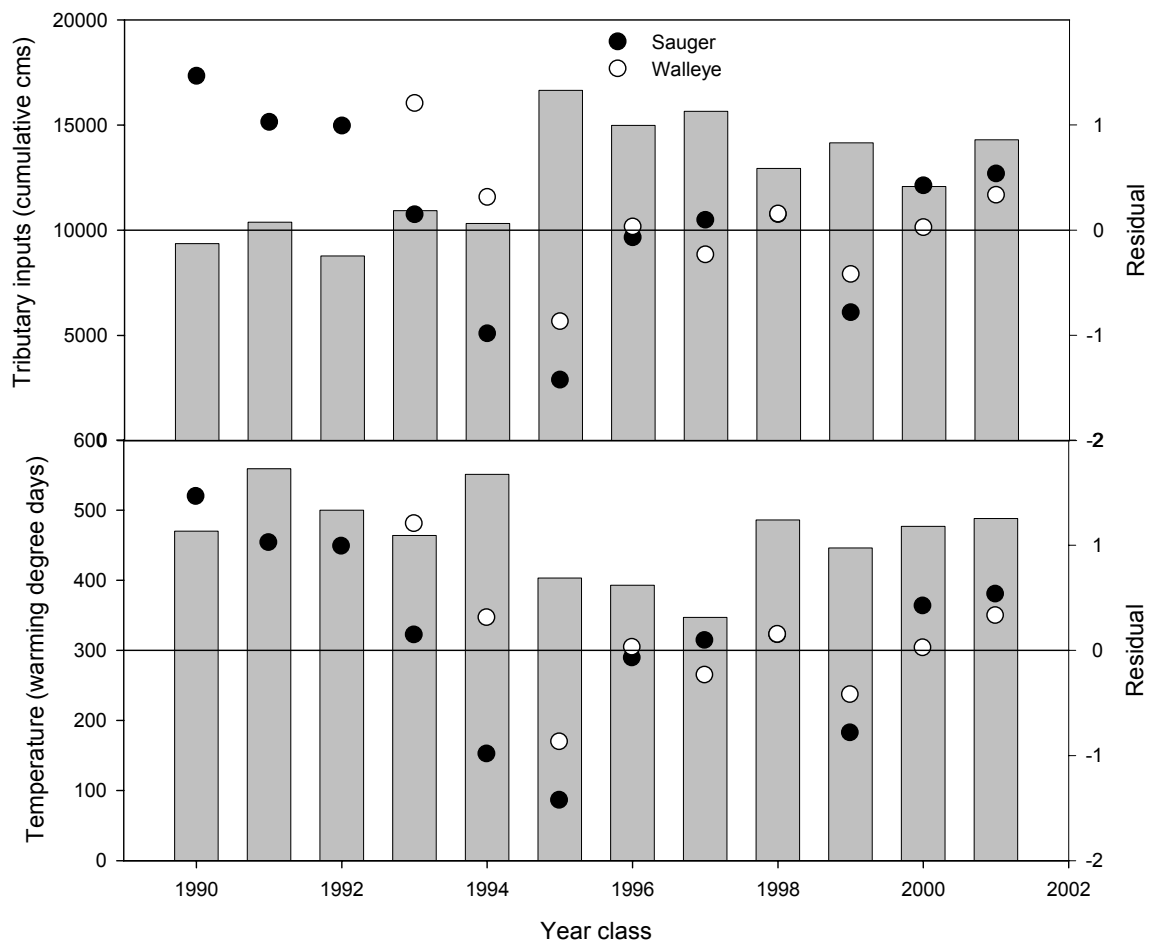 20000
15000
10000
5000
0
Tributary inputs (cumulative cms)
Sauger
Walleye
1
0
-1
-2
Residual
600
500
400
300
200
100
0
Temperature (warming degree days)
2
1
0
-1
-2
Residual
1990 1992 1994 1996 1998 2000 2002
Year class